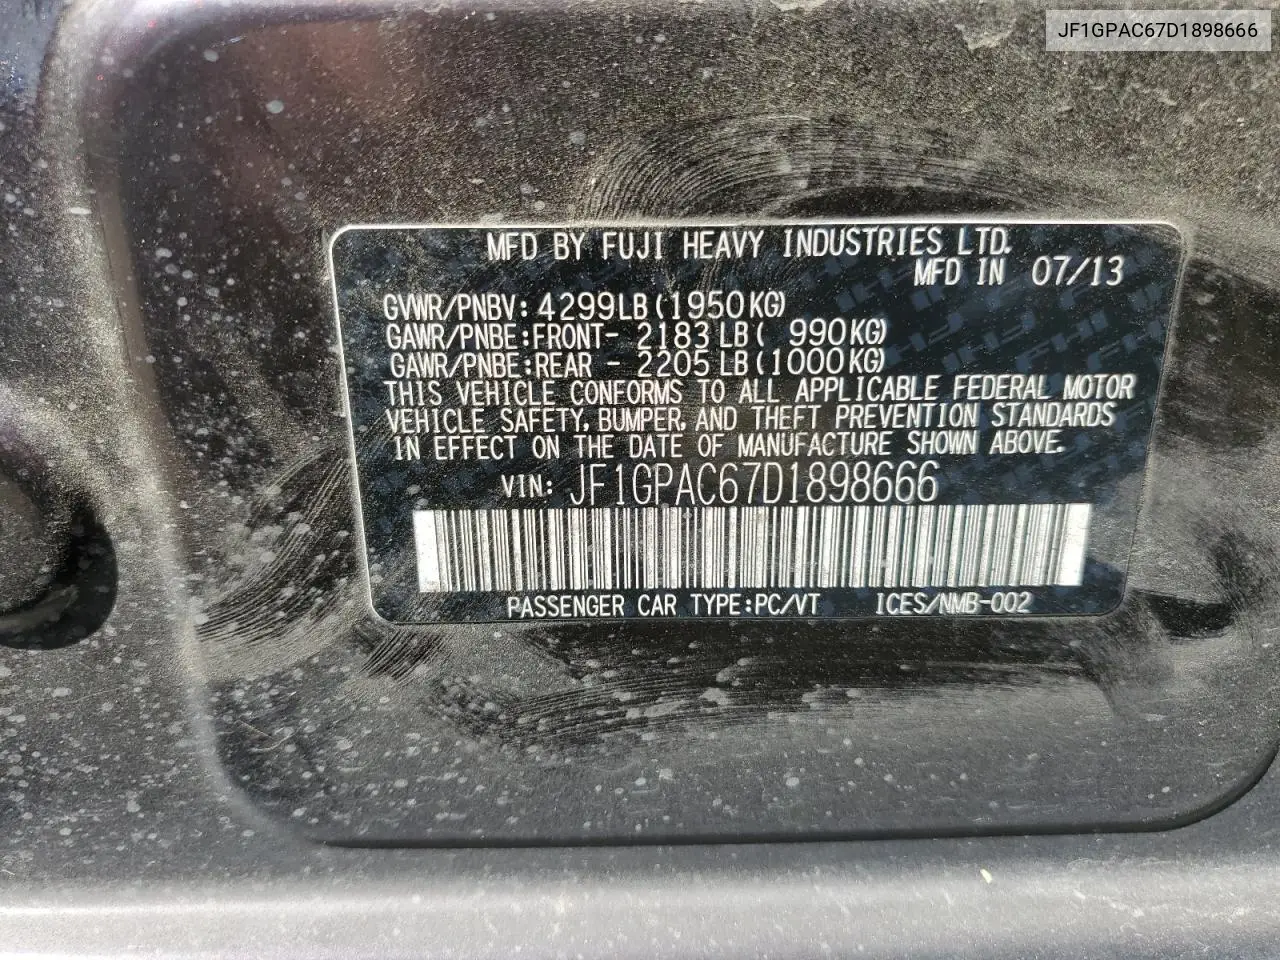 JF1GPAC67D1898666
MFD BY FUJI HEAVY INDUSTRIES LTD.
MFD IN 07/13
GVWR/PNBV: 4299LB (1950KG)
GAWR/PNBE:FRONT- 2183 LB ( 990KG)
GAWR/PNBE:REAR - 2205 LB (1000KG)
THIS VEHICLE CONFORMS TO ALL APPLICABLE FEDERAL MOTOR
VEHICLE SAFETY, BUMPER, AND THEFT PREVENTION STANDARDS
IN EFFECT ON THE DATE OF MANUFACTURE SHOWN ABOVE.
VIN: JF1GPAC67D1898666
PASSENGER CAR TYPE:PC/VT ICES/NMB-002